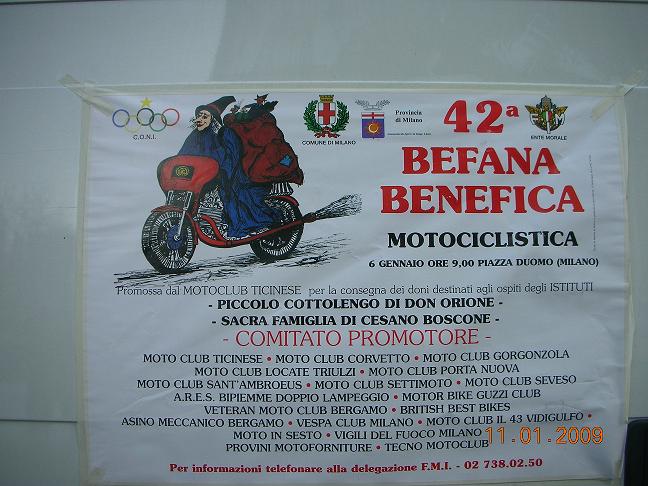 C.O.N.I.
COMUNE DI MILANO
Provincia
di Milano
42ª
ENTE MORALE
BEFANA
BENEFICA
MOTOCICLISTICA
6 GENNAIO ORE 9,00 PIAZZA DUOMO (MILANO)
Promossa dal MOTOCLUB TICINESE per la consegna dei doni destinati agli ospiti degli ISTITUTI
- PICCOLO COTTOLENGO DI DON ORIONE -
- SACRA FAMIGLIA DI CESANO BOSCONE -
- COMITATO PROMOTORE -
MOTO CLUB TICINESE • MOTO CLUB CORVETTO • MOTO CLUB GORGONZOLA
MOTO CLUB LOCATE TRIULZI • MOTO CLUB PORTA NUOVA
MOTO CLUB SANT'AMBROEUS • MOTO CLUB SETTIMOTO • MOTO CLUB SEVESO
A.R.E.S. BIPIEMME DOPPIO LAMPEGGIO • MOTOR BIKE GUZZI CLUB
VETERAN MOTO CLUB BERGAMO • BRITISH BEST BIKES
ASINO MECCANICO BERGAMO • VESPA CLUB MILANO • MOTO CLUB IL 43 VIDIGULFO •
MOTO IN SESTO • VIGILI DEL FUOCO MILANO
PROVINI MOTOFORNITURE • TECNO MOTOCLUB
11.01.2009
Per informazioni telefonare alla delegazione F.M.I. - 02 738.02.50